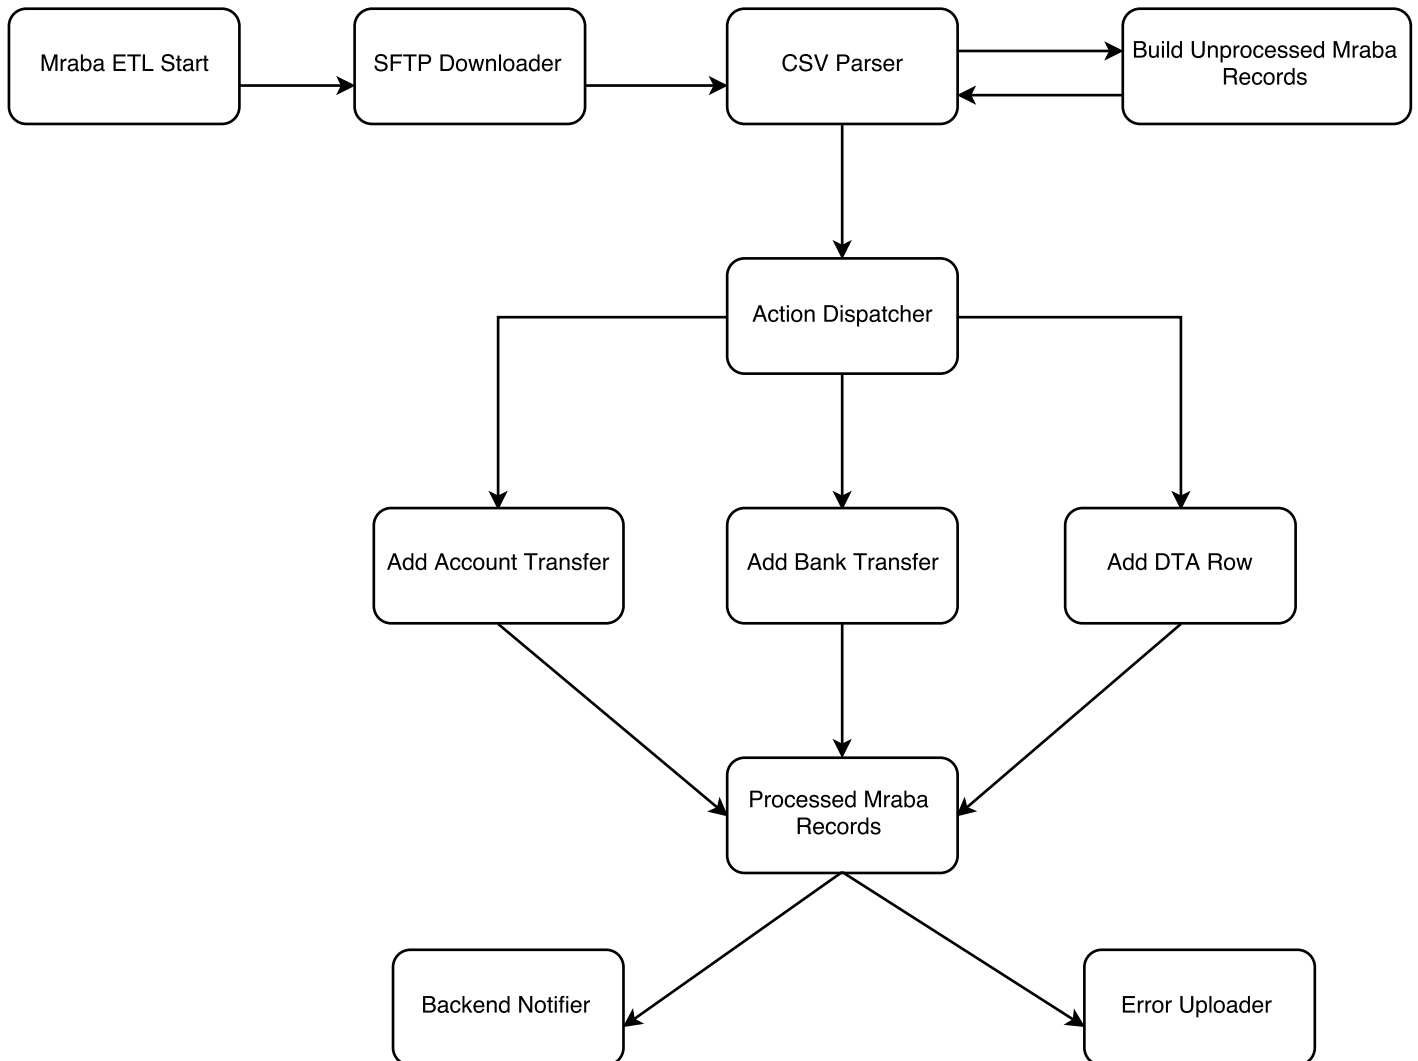 Mraba ETL Start
SFTP Downloader
CSV Parser
Build Unprocessed Mraba
Records
Action Dispatcher
Add Account Transfer
Add Bank Transfer
Add DTA Row
Processed Mraba
Records
Backend Notifier
Error Uploader